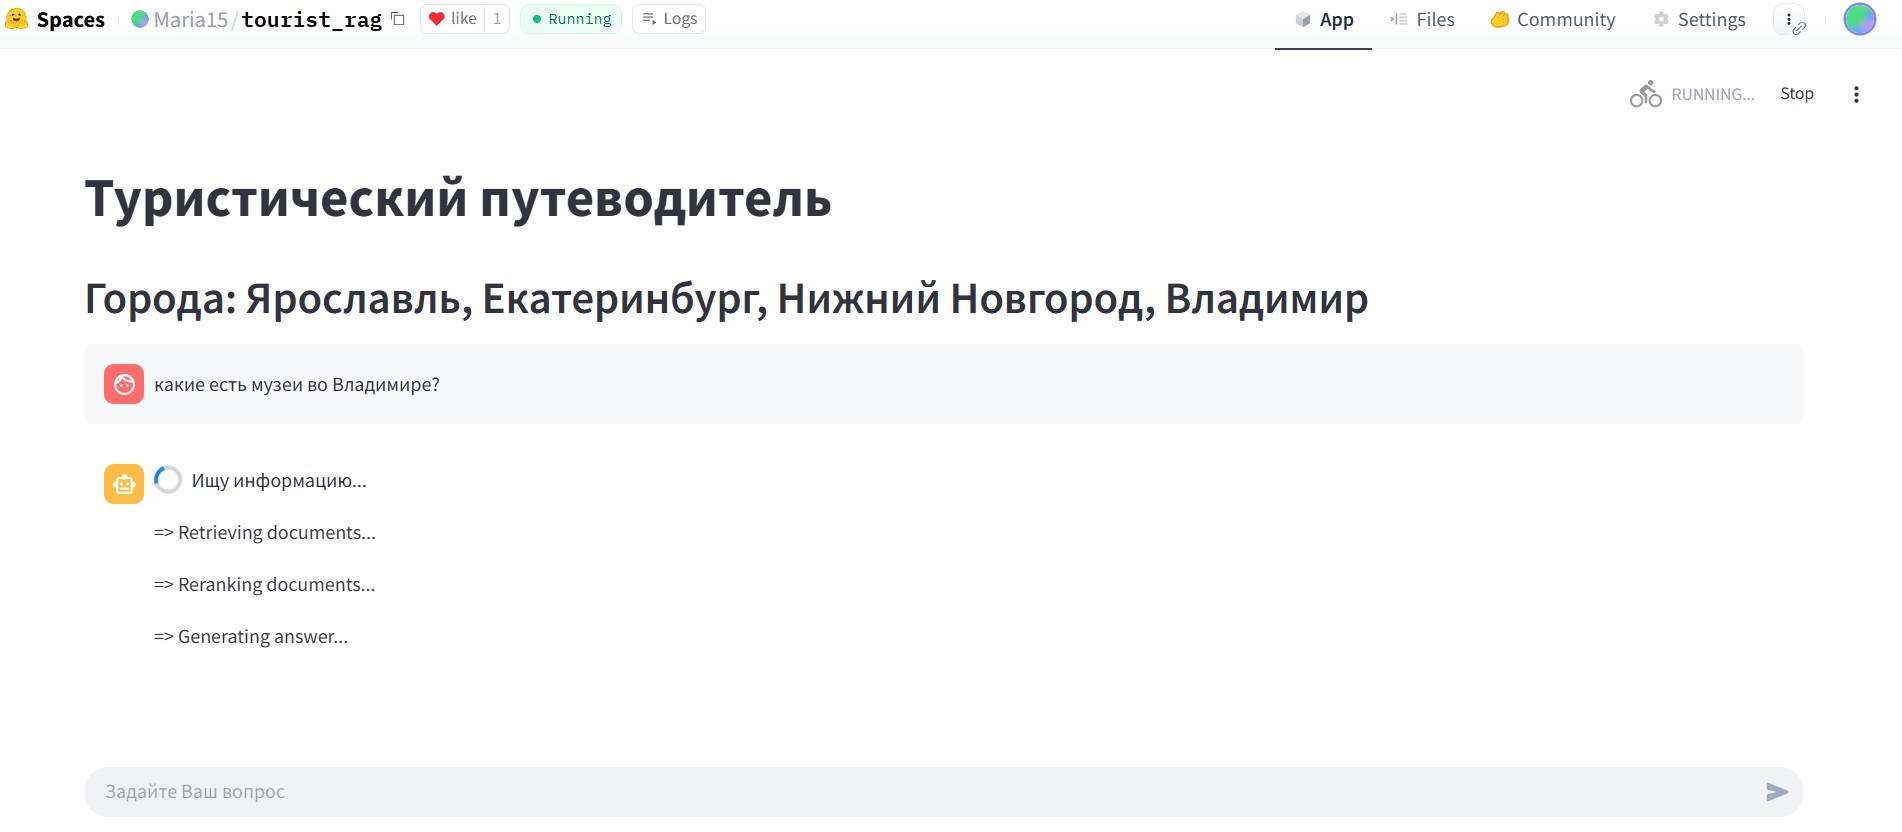 Spaces Maria15/tourist_rag like 1 Running Logs App Files Community Settings
RUNNING... Stop
Туристический путеводитель
Города: Ярославль, Екатеринбург, Нижний Новгород, Владимир
какие есть музеи во Владимире?
Ищу информацию...
=> Retrieving documents...
=> Reranking documents...
=> Generating answer...
Задайте Ваш вопрос